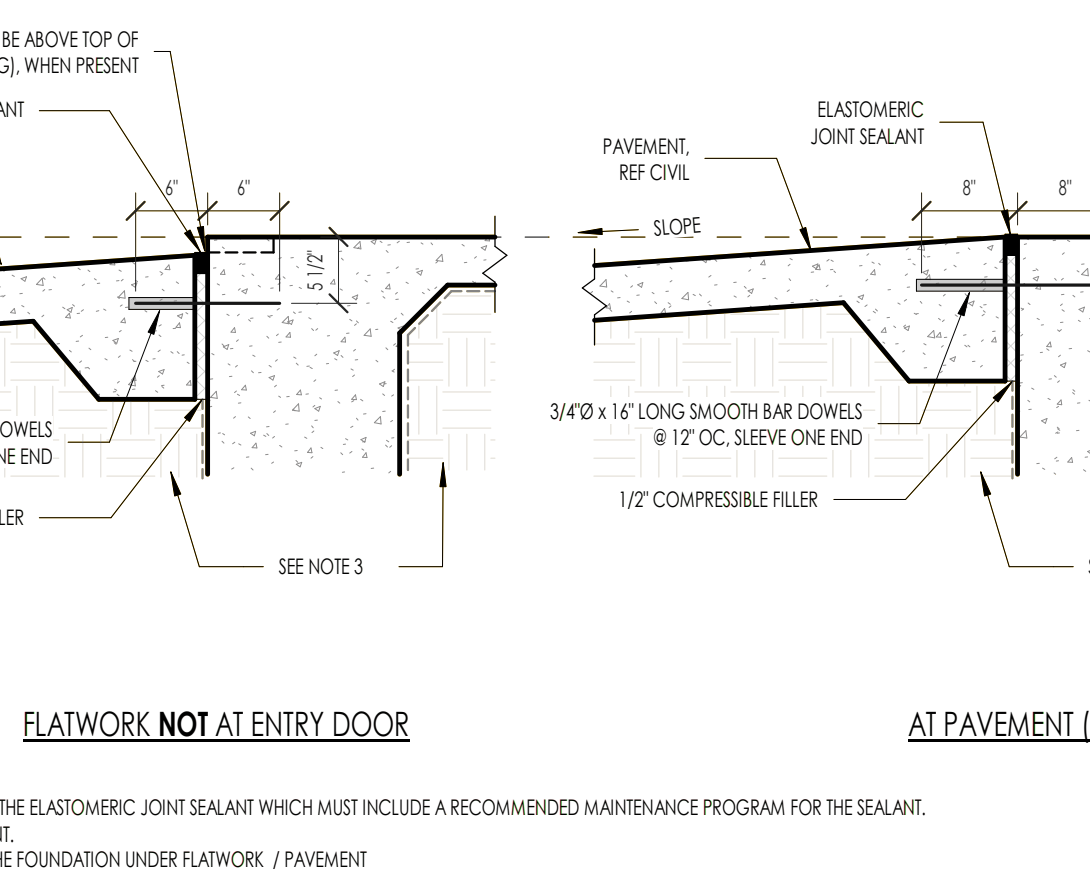 BE ABOVE TOP OF
G), WHEN PRESENT
ANT
6" 6"
5 1/2"
OWELS
NE END
LER
SEE NOTE 3
FLATWORK NOT AT ENTRY DOOR
ELASTOMERIC
JOINT SEALANT
PAVEMENT,
REF CIVIL
8" 8"
SLOPE
3/4"Ø x 16" LONG SMOOTH BAR DOWELS
@ 12" OC, SLEEVE ONE END
1/2" COMPRESSIBLE FILLER
S
AT PAVEMENT (
THE ELASTOMERIC JOINT SEALANT WHICH MUST INCLUDE A RECOMMENDED MAINTENANCE PROGRAM FOR THE SEALANT.
NT.
HE FOUNDATION UNDER FLATWORK / PAVEMENT